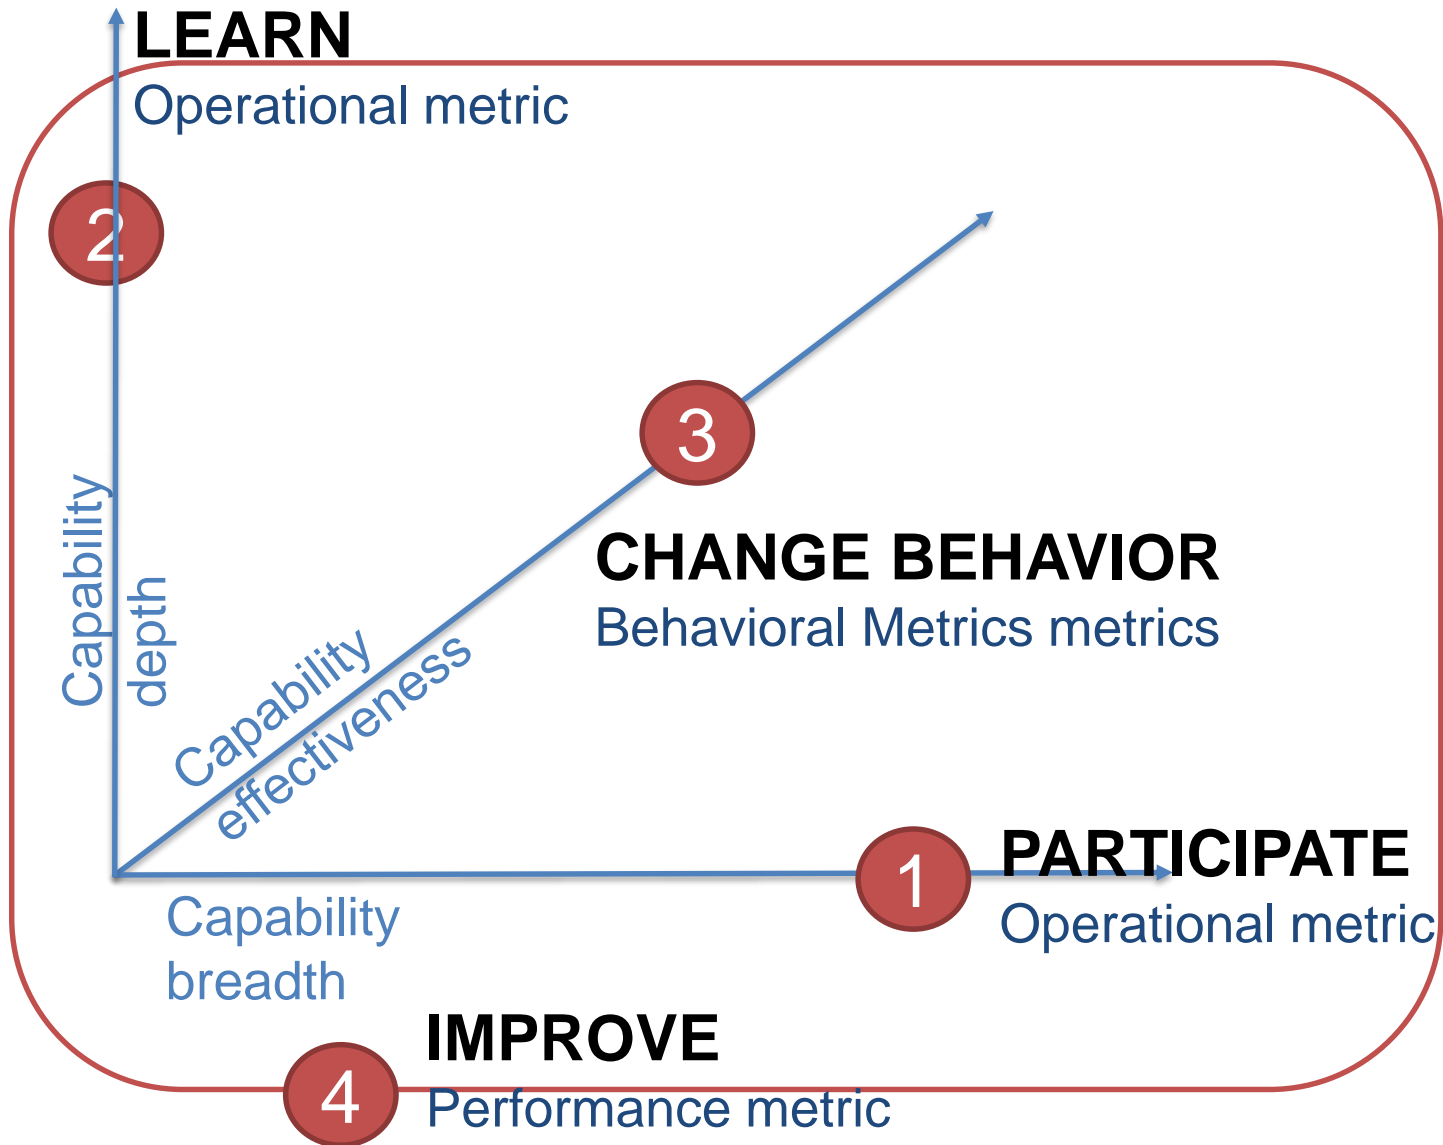 LEARN
Operational metric
2
3
CHANGE BEHAVIOR
Behavioral Metrics metrics
Capability
depth
Capability
effectiveness
1
PARTICIPATE
Operational metric
Capability
breadth
IMPROVE
4
Performance metric